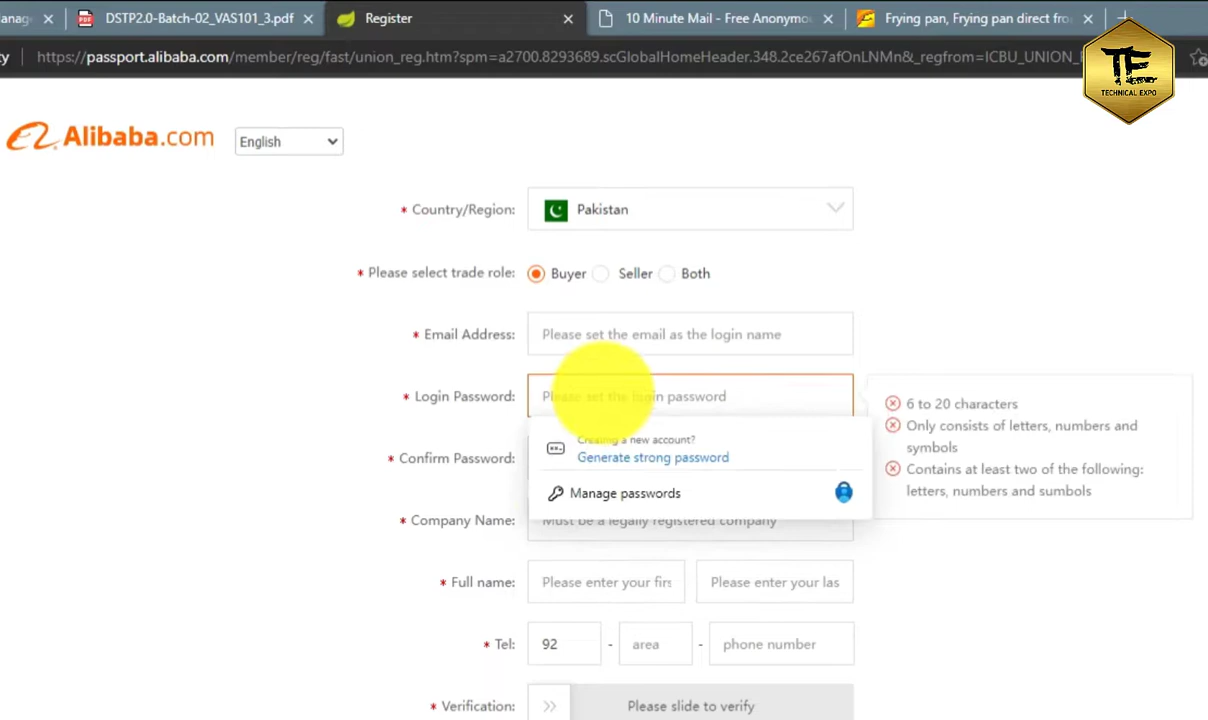 anag
DSTP2.0-Batch-02_VAS101_3.pdf
Register
10 Minute Mail - Free Anonymo
Frying pan, Frying pan direct fro
ty
https://passport.alibaba.com/member/reg/fast/union_reg.htm?spm=a2700.8293689.scGlobalHomeHeader.348.2ce267afOnLNMn&_regfrom=ICBU_UNION_
TE
TECHNICAL EXPO
Alibaba.com
English
* Country/Region:
Pakistan
* Please select trade role:
Buyer
Seller
Both
* Email Address:
Please set the email as the login name
* Login Password:
Please set the login password
6 to 20 characters
Only consists of letters, numbers and
symbols
Contains at least two of the following:
letters, numbers and sumbols
Creating a new account?
Generate strong password
* Confirm Password:
Manage passwords
* Company Name:
Must be a legally registered company
* Full name:
Please enter your firs
Please enter your las
* Tel:
92
-
area
-
phone number
* Verification:
>>
Please slide to verify